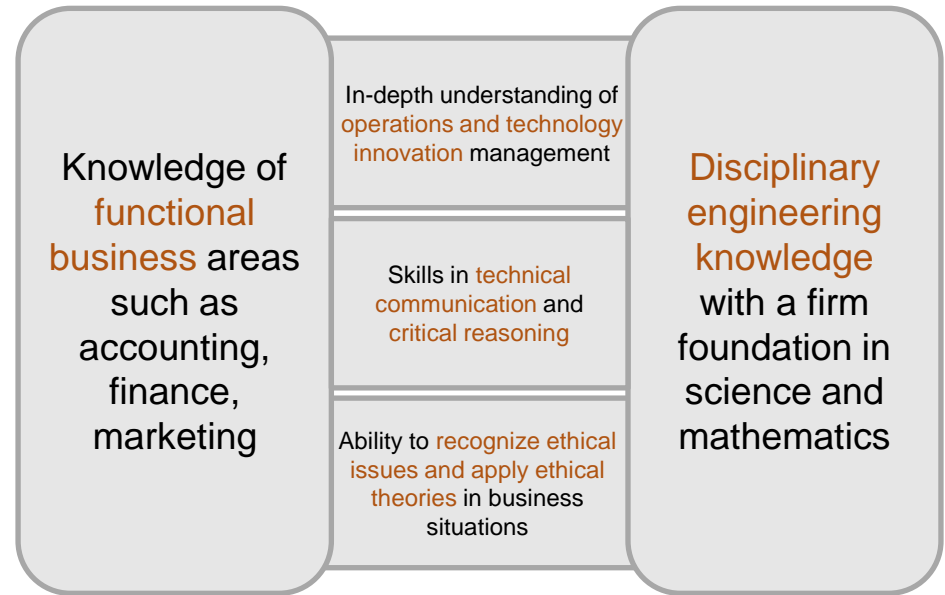 Knowledge of
functional
business areas
such as
accounting,
finance,
marketing
In-depth understanding of
operations and technology
innovation management
Skills in technical
communication and
critical reasoning
Ability to recognize ethical
issues and apply ethical
theories in business
situations
Disciplinary
engineering
knowledge
with a firm
foundation in
science and
mathematics